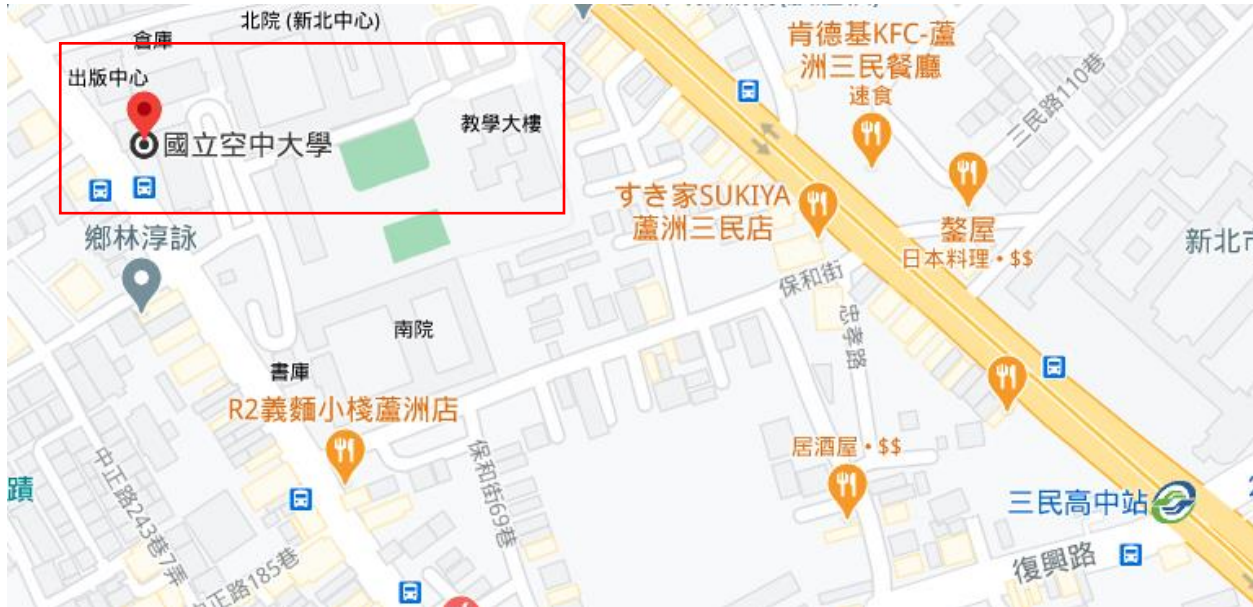 北院 (新北中心)
倉庫
出版中心
國立空中大學
教學大樓
鄉林淳詠
南院
書庫
R2義麵小棧蘆洲店
肯德基KFC-蘆
洲三民餐廳
速食
三民路110巷
すき家SUKIYA
蘆洲三民店
鏊屋
日本料理・$$
新北市
保和街
忠孝路
居酒屋・$$
保和街69巷
中正路243巷7弄
中正路185巷
蹟
三民高中站
復興路